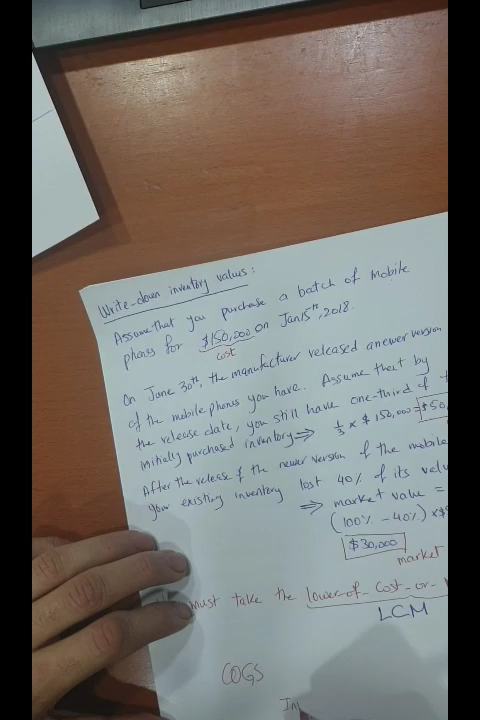 Write-down inventory values:
Assume that you purchase a batch of mobile
phones for $150,000 on Jan 15th, 2018.
cost
On June 30th, the manufacturer released a newer version
of the mobile phones you have. Assume that by
the release date, you still have one-third of
initially purchased inventory ⇒ 1/3 × $150,000 = $50,
After the release of the newer version of the mobile
your existing inventory lost 40% of its valu
⇒ market value =
(100% - 40%) × $
$30,000
market
must take the lower-of-Cost-or-
LCM
COGS
In